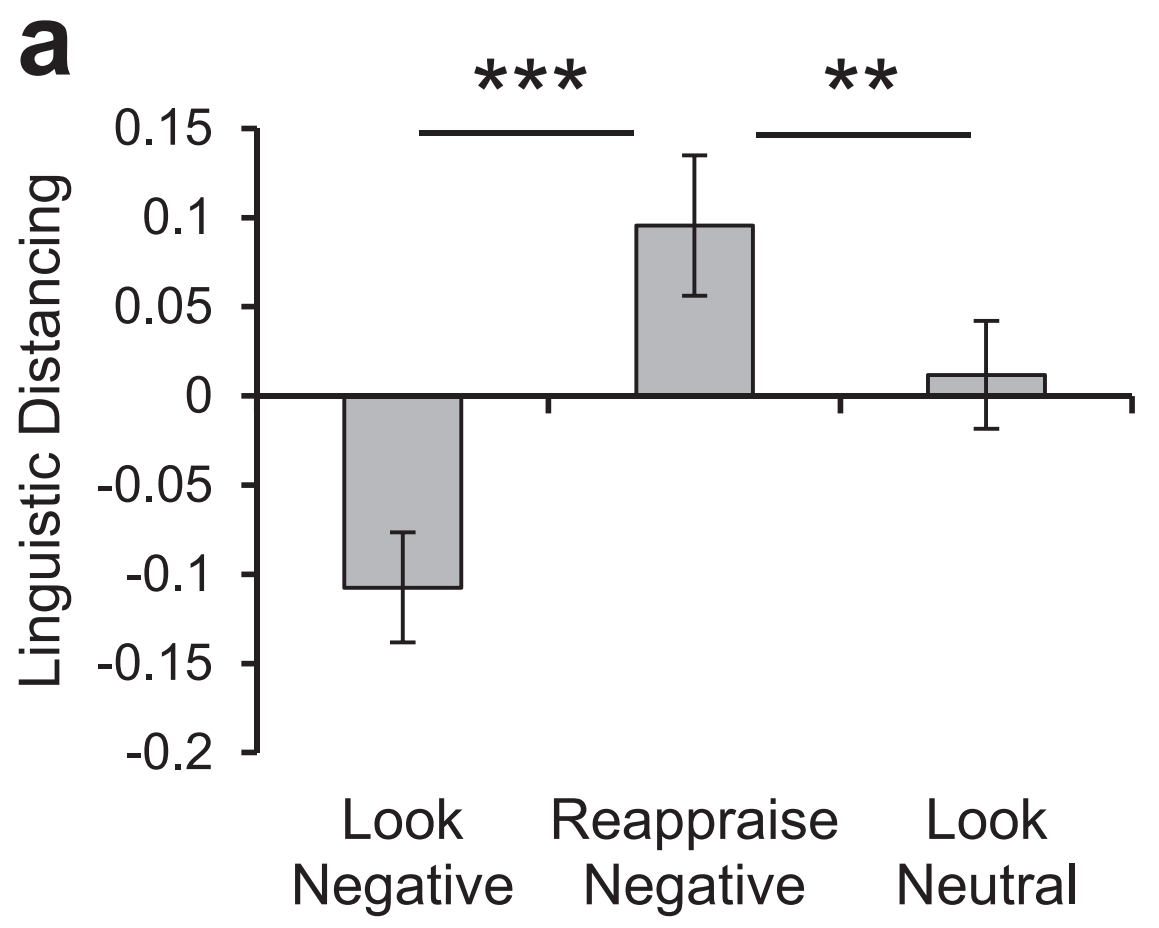 a
*** **
0.15
0.1
0.05
0
-0.05
-0.1
-0.15
-0.2
Linguistic Distancing
Look Reappraise Look
Negative Negative Neutral